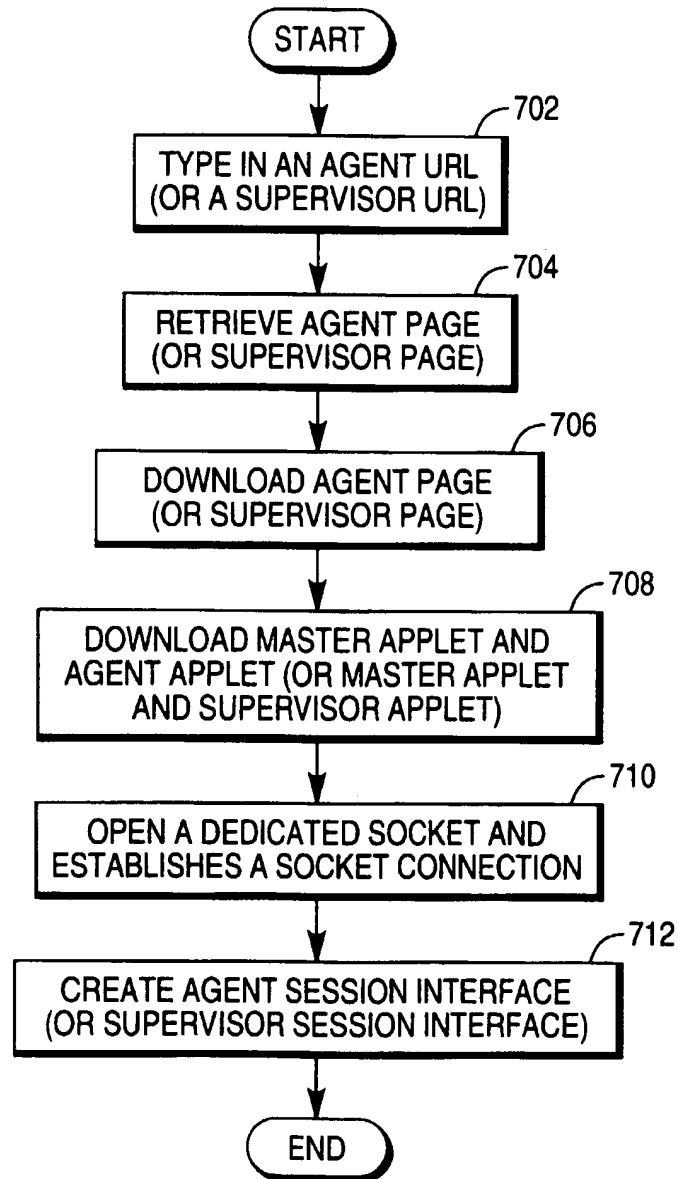 START
702
TYPE IN AN AGENT URL
(OR A SUPERVISOR URL)
704
RETRIEVE AGENT PAGE
(OR SUPERVISOR PAGE)
706
DOWNLOAD AGENT PAGE
(OR SUPERVISOR PAGE)
708
DOWNLOAD MASTER APPLET AND
AGENT APPLET (OR MASTER APPLET
AND SUPERVISOR APPLET)
710
OPEN A DEDICATED SOCKET AND
ESTABLISHES A SOCKET CONNECTION
712
CREATE AGENT SESSION INTERFACE
(OR SUPERVISOR SESSION INTERFACE)
END